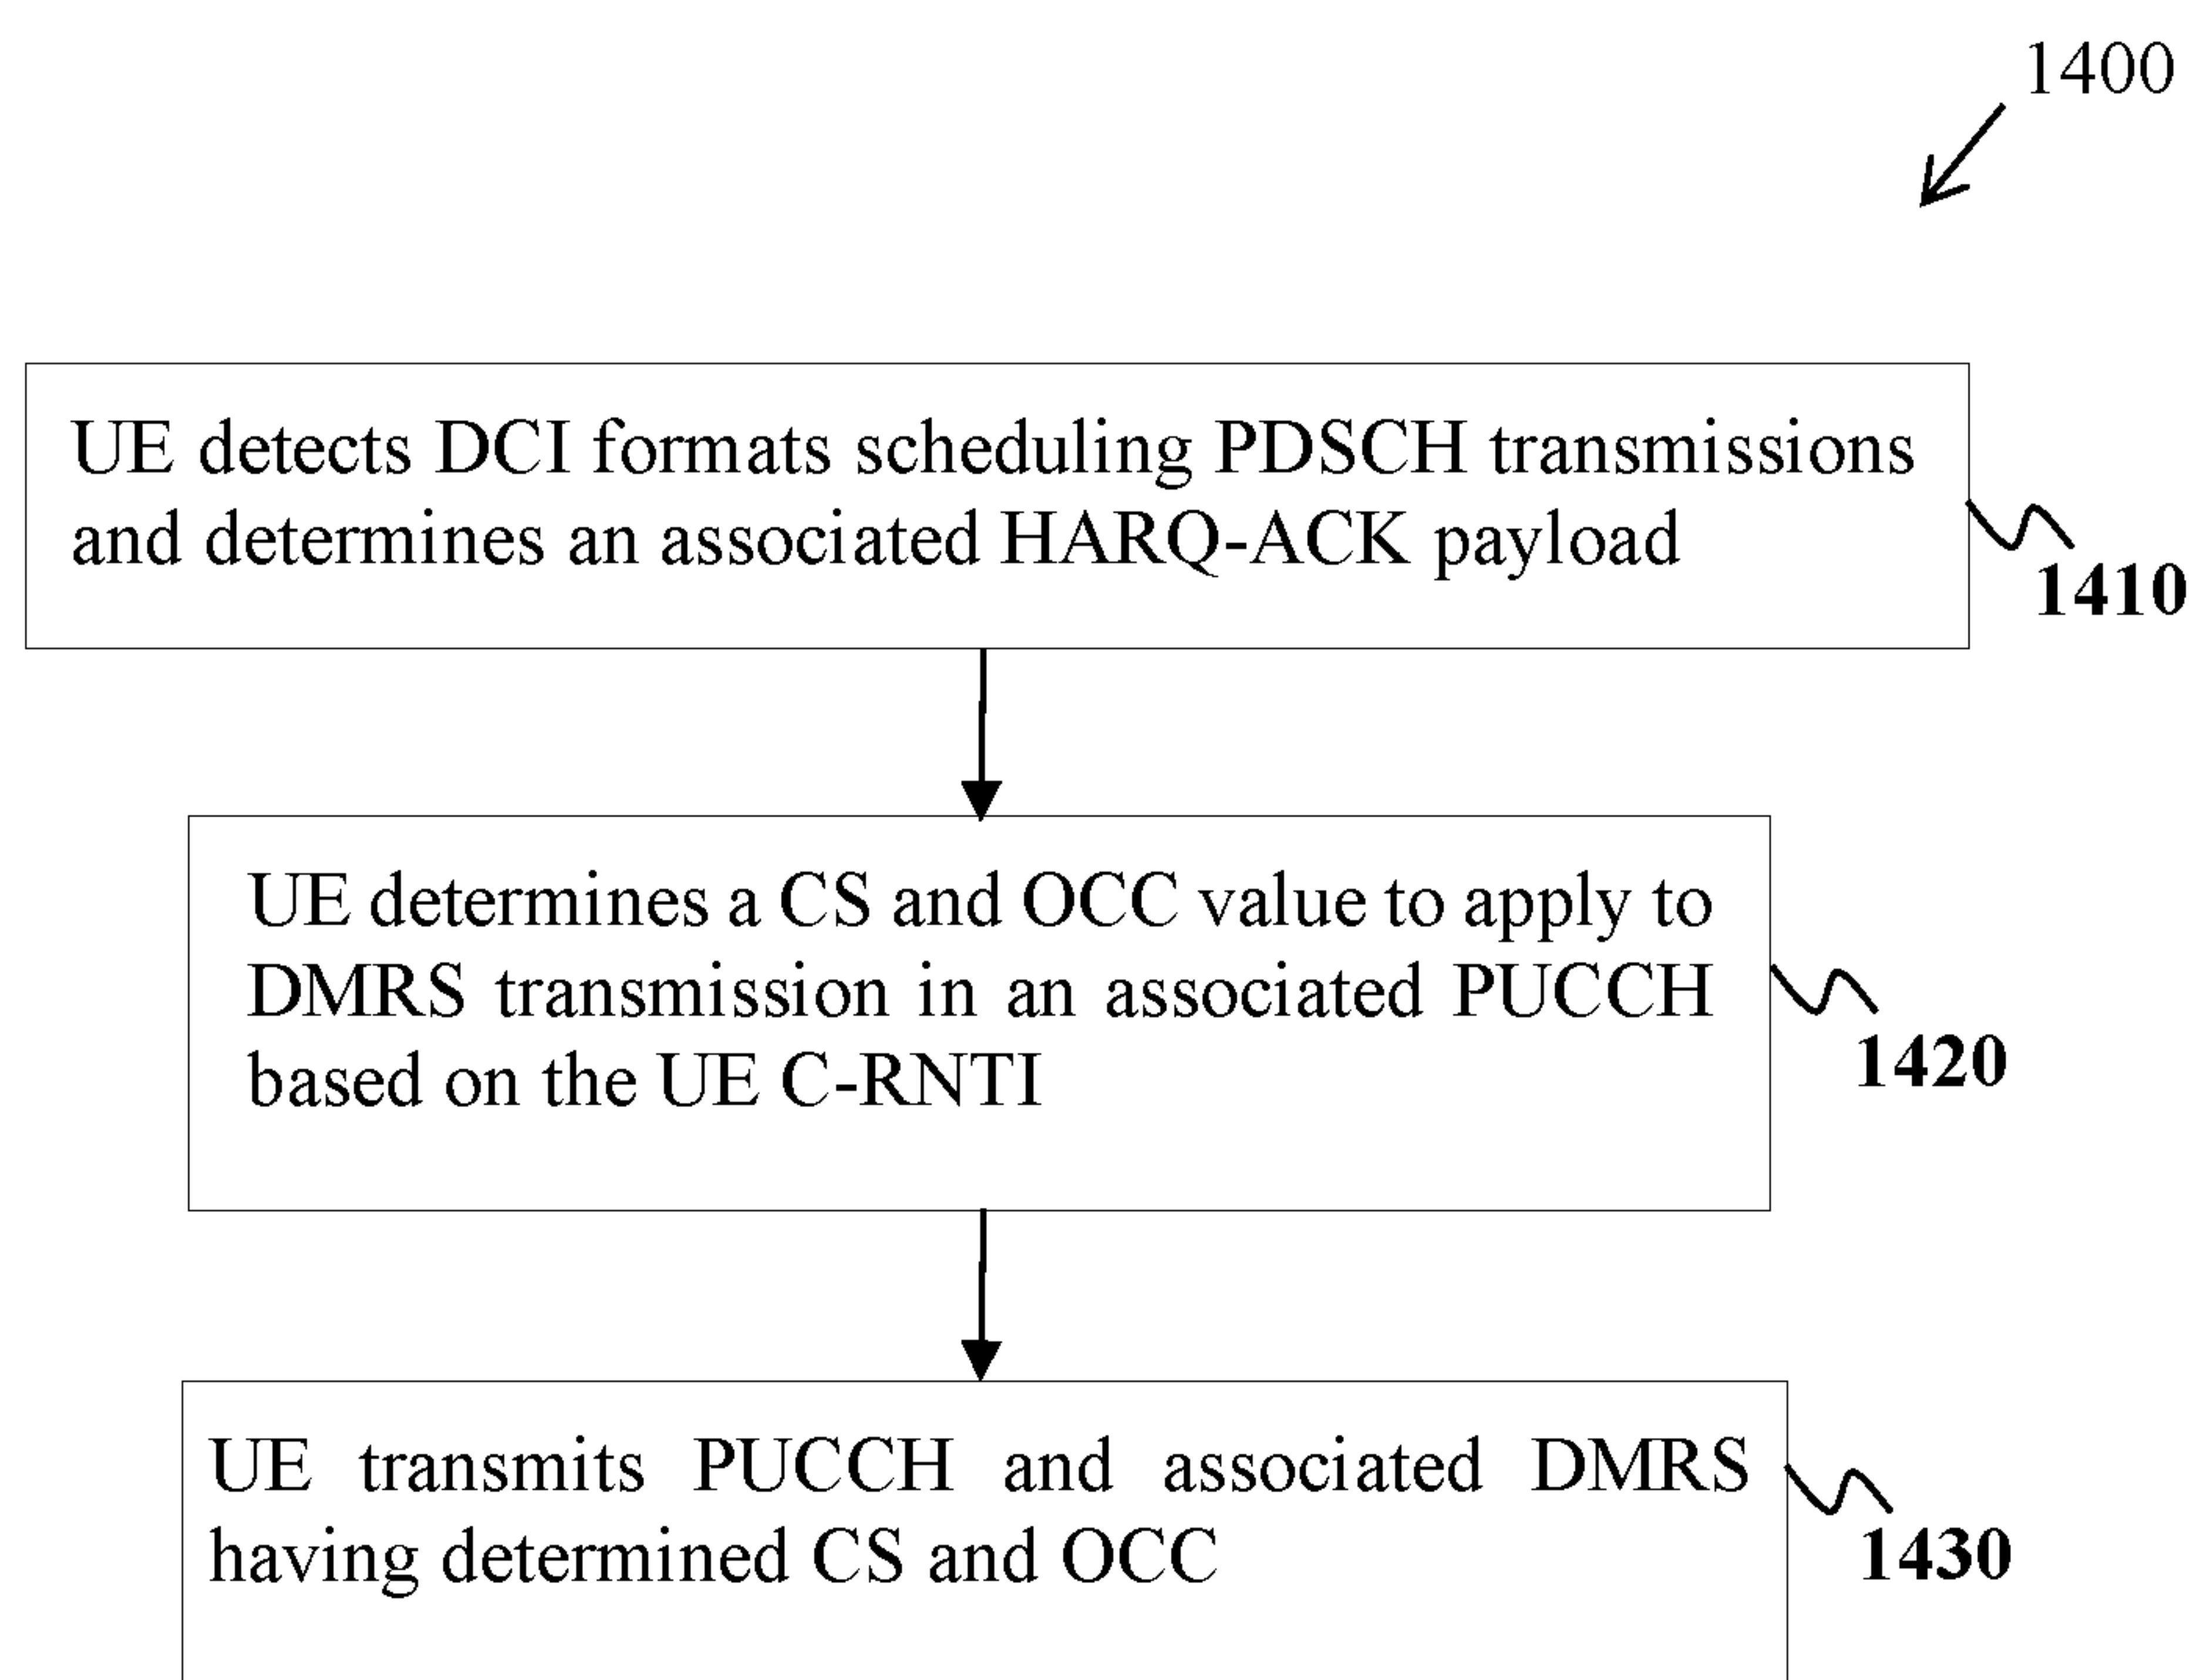 1400
UE detects DCI formats scheduling PDSCH transmissions
and determines an associated HARQ-ACK payload
1410
UE determines a CS and OCC value to apply to
DMRS transmission in an associated PUCCH
based on the UE C-RNTI
1420
UE transmits PUCCH and associated DMRS
having determined CS and OCC
1430